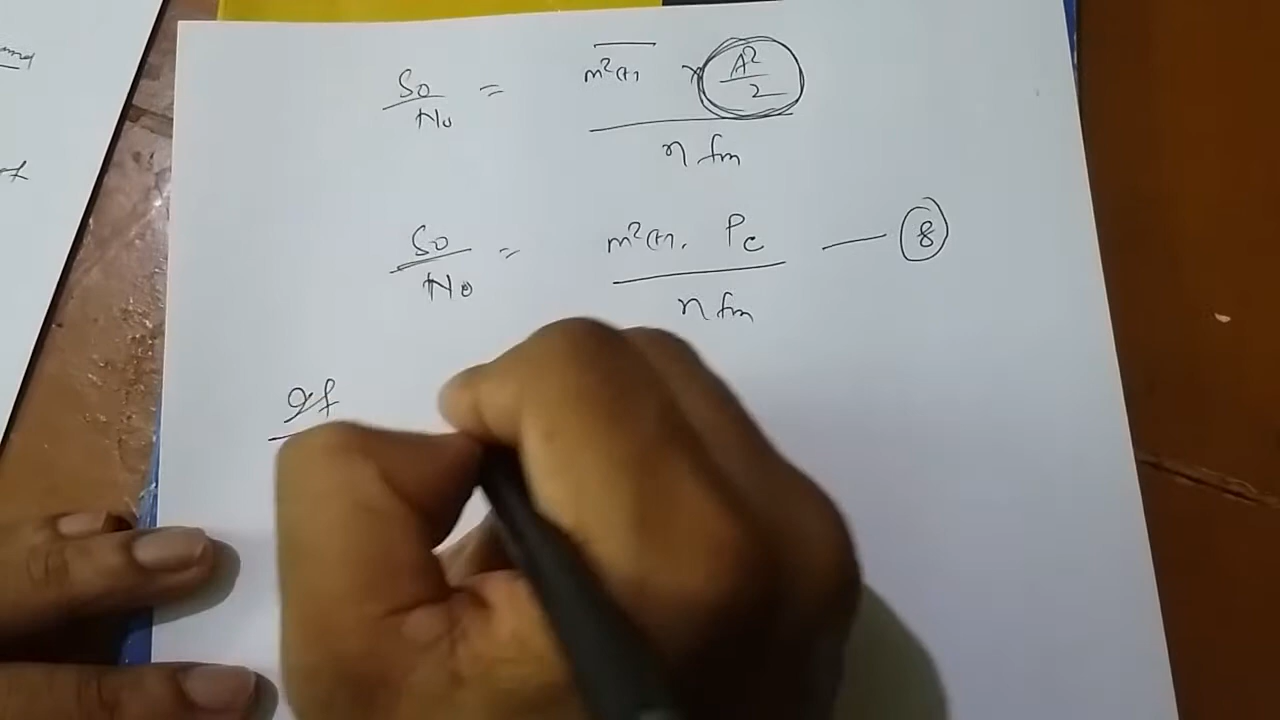 So/No = m²(t) × A²/2 / η fm
So/No = m²(t). Pc / η fm — 8
If